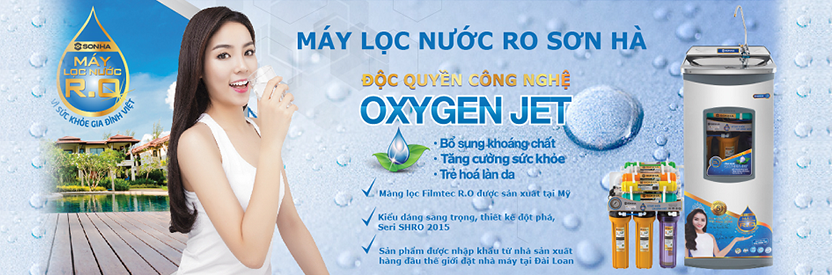 SONHA
MÁY
LỌC NƯỚC
R.O
VÌ SỨC KHỎE GIA ĐÌNH VIỆT
MÁY LỌC NƯỚC RO SƠN HÀ
ĐỘC QUYỀN CÔNG NGHỆ
OXYGEN JET
• Bổ sung khoáng chất
• Tăng cường sức khỏe
• Trẻ hoá làn da
Màng lọc Filmtec R.O được sản xuất tại Mỹ
Kiểu dáng sang trọng, thiết kế đột phá,
Seri SHRO 2015
Sản phẩm được nhập khẩu từ nhà sản xuất
hàng đầu thế giới đặt nhà máy tại Đài Loan